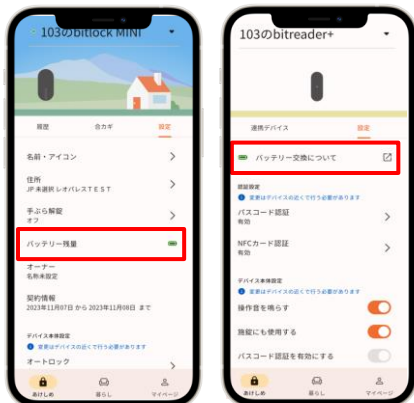 103のbitlock MINI
履歴
合カギ
設定
名前・アイコン
住所
JP 未選択 レオパレスTEST
手ぶら解錠
オフ
バッテリー残量
オーナー
名称未設定
契約情報
2023年11月07日 から 2023年11月08日 まで
デバイス本体設定
変更はデバイスの近くで行う必要があります
オートロック
あけしめ
暮らし
マイページ
103のbitreader+
連携デバイス
設定
バッテリー交換について
認証設定
変更はデバイスの近くで行う必要があります
パスコード認証
有効
NFCカード認証
有効
デバイス本体設定
変更はデバイスの近くで行う必要があります
操作音を鳴らす
施錠にも使用する
パスコード認証を有効にする
あけしめ
暮らし
マイページ